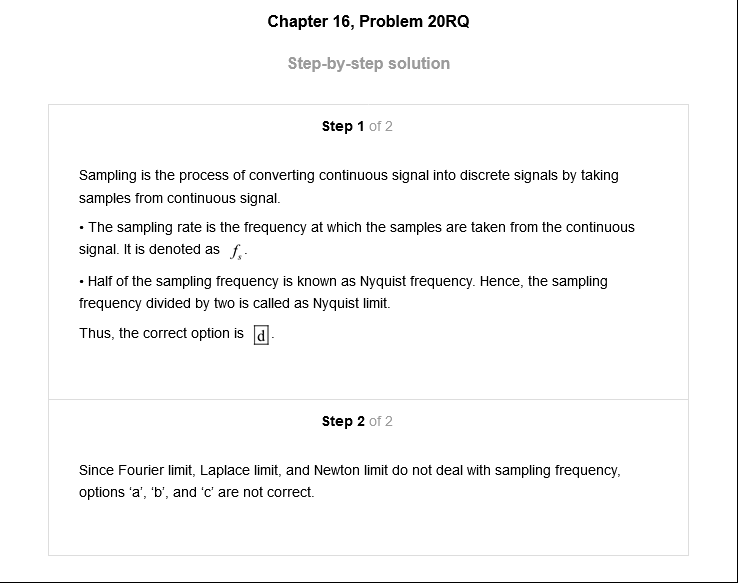 Chapter 16, Problem 20RQ
Step-by-step solution
Step 1 of 2
Sampling is the process of converting continuous signal into discrete signals by taking
samples from continuous signal.
• The sampling rate is the frequency at which the samples are taken from the continuous
signal. It is denoted as fₛ.
• Half of the sampling frequency is known as Nyquist frequency. Hence, the sampling
frequency divided by two is called as Nyquist limit.
Thus, the correct option is d.
Step 2 of 2
Since Fourier limit, Laplace limit, and Newton limit do not deal with sampling frequency,
options ‘a’, ‘b’, and ‘c’ are not correct.